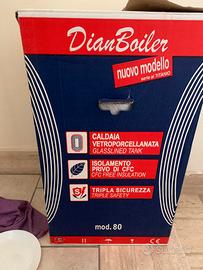 DianBoiler
nuovo modello
serie al TITANIO
CALDAIA
VETROPORCELLANATA
GLASSLINED TANK
ISOLAMENTO
PRIVO DI CFC
CFC FREE INSULATION
TRIPLA SICUREZZA
TRIPLE SAFETY
mod. 80
CE